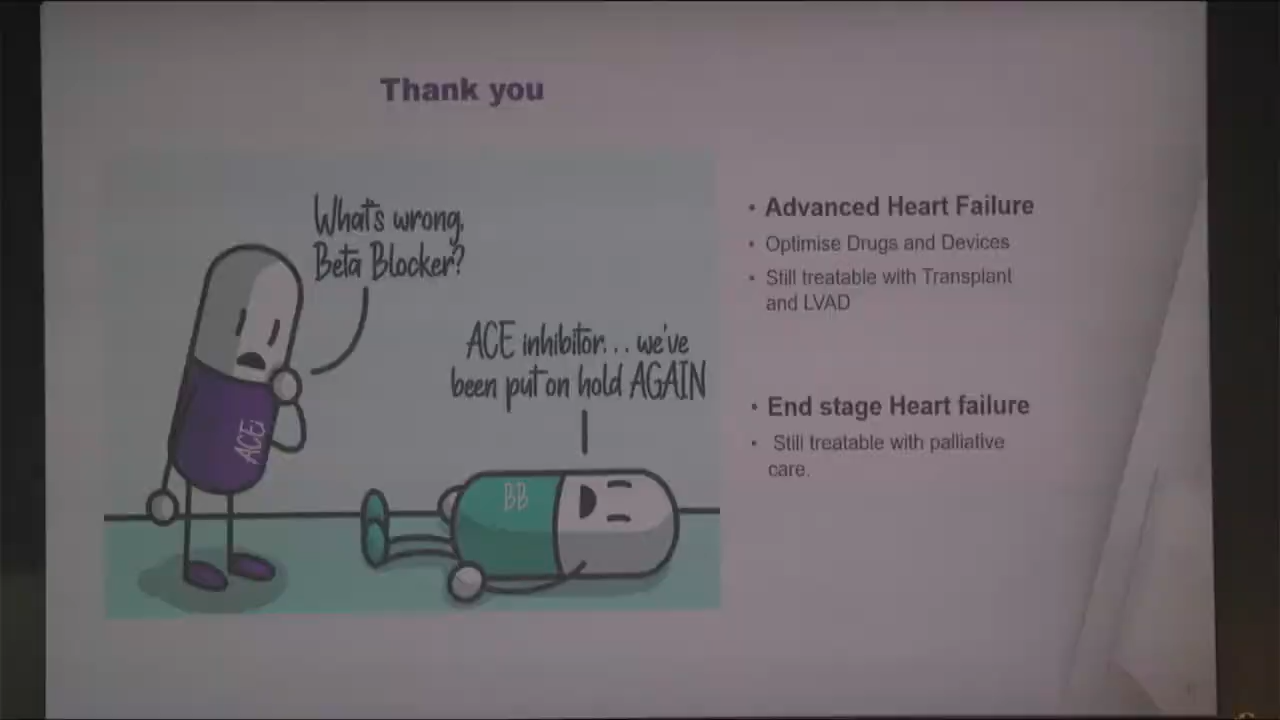 Thank you
What's wrong,
Beta Blocker?
ACE inhibitor... we've
been put on hold AGAIN
ACEi
BB
• Advanced Heart Failure
• Optimise Drugs and Devices
• Still treatable with Transplant
and LVAD
• End stage Heart failure
• Still treatable with palliative
care.